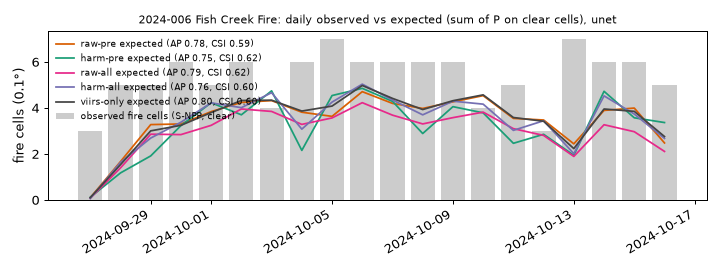 2024-006 Fish Creek Fire: daily observed vs expected (sum of P on clear cells), unet
raw-pre expected (AP 0.78, CSI 0.59)
harm-pre expected (AP 0.75, CSI 0.62)
raw-all expected (AP 0.79, CSI 0.62)
harm-all expected (AP 0.76, CSI 0.60)
viirs-only expected (AP 0.80, CSI 0.60)
observed fire cells (S-NPP, clear)
fire cells (0.1°)
6
4
2
0
2024-09-29
2024-10-01
2024-10-05
2024-10-09
2024-10-13
2024-10-17